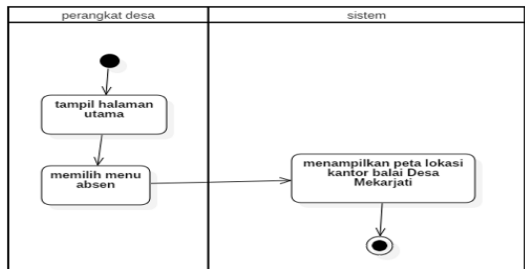 perangkat desa
sistem
tampil halaman
utama
memilih menu
absen
menampilkan peta lokasi
kantor balai Desa
Mekarjati